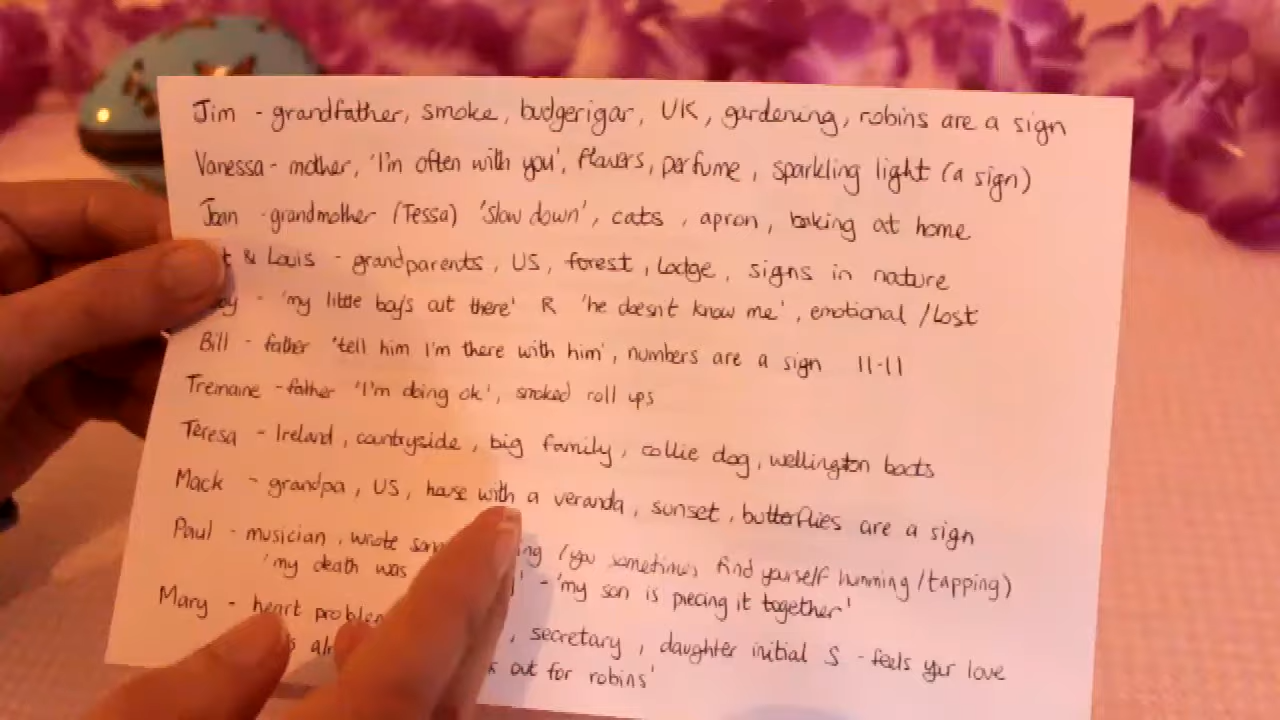 Jim - grandfather, smoke, budgerigar, UK, gardening, robins are a sign
Vanessa - mother, 'I'm often with you', flowers, perfume, sparkling light (a sign)
Joan - grandmother (Tessa) 'slow down', cats, apron, baking at home
& Louis - grandparents, US, forest, Lodge, signs in nature
- 'my little boy's out there' R 'he doesn't know me', emotional / Lost
Bill - father 'tell him I'm there with him', numbers are a sign 11-11
Tremaine - father 'I'm doing ok', smoked roll ups
Teresa - Ireland, countryside, big family, collie dog, wellington boots
Mack - grandpa, US, house with a veranda, sunset, butterflies are a sign
Paul - musician, wrote (you sometimes find yourself humming/tapping)
'my death was ' - 'my son is piecing it together'
Mary - heart
, secretary, daughter initial S - feels your love
out for robins'